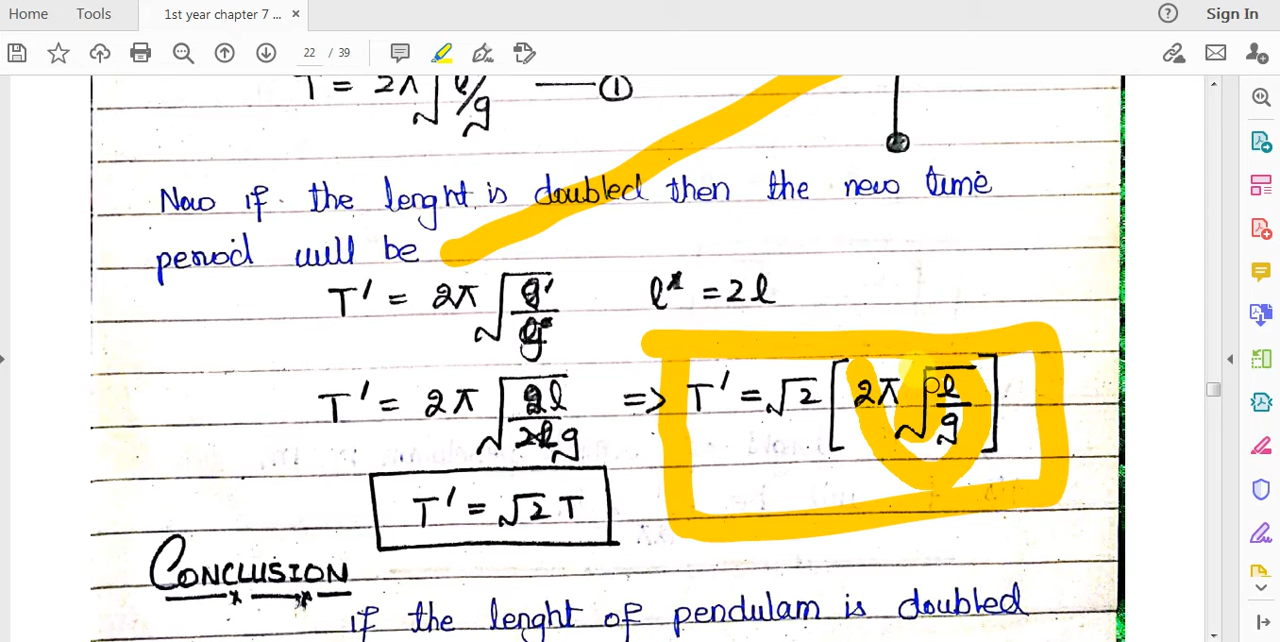 Home Tools 1st year chapter 7 ... × Sign In
22 / 39
T = 2π √l/g —— ①
Now if the lenght is doubled then the new time
period will be
T' = 2π l* = 2l
T' = 2π => T' = √2 [2π √l/g]
T' = √2 T
CONCLUSION
if the lenght of pendulam is doubled